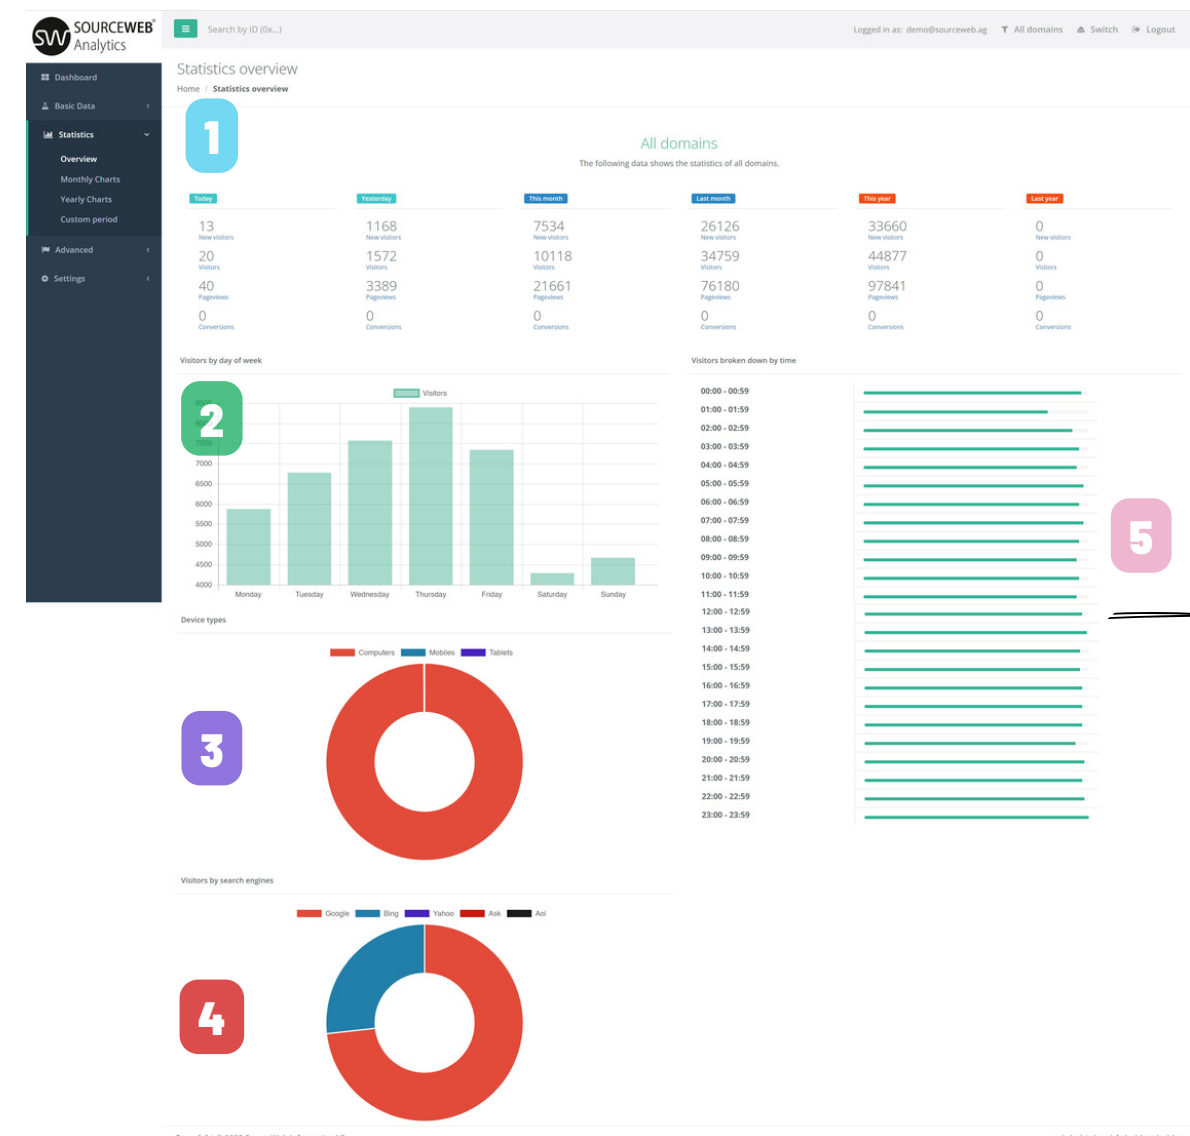 SOURCEWEB®
Analytics
Search by ID (0x...)
Logged in as: demo@sourceweb.ag
All domains
Switch
Logout
Dashboard
Basic Data
Statistics
Overview
Monthly Charts
Yearly Charts
Custom period
Advanced
Settings
Statistics overview
Home / Statistics overview
1
All domains
The following data shows the statistics of all domains.
Today Yesterday This month Last month This year Last year
13 1168 7534 26126 33660 0
New visitors New visitors New visitors New visitors New visitors New visitors
20 1572 10118 34759 44877 0
Visitors Visitors Visitors Visitors Visitors Visitors
40 3389 21661 76180 97841 0
Pageviews Pageviews Pageviews Pageviews Pageviews Pageviews
0 0 0 0 0 0
Conversions Conversions Conversions Conversions Conversions Conversions
Visitors by day of week
2
Visitors
8500
8000
7500
7000
6500
6000
5500
5000
4500
4000
Monday Tuesday Wednesday Thursday Friday Saturday Sunday
Device types
Computers Mobiles Tablets
3
Visitors by search engines
Google Bing Yahoo Ask Aol
4
Visitors broken down by time
00:00 - 00:59
01:00 - 01:59
02:00 - 02:59
03:00 - 03:59
04:00 - 04:59
05:00 - 05:59
06:00 - 06:59
07:00 - 07:59
08:00 - 08:59
09:00 - 09:59
10:00 - 10:59
11:00 - 11:59
12:00 - 12:59
13:00 - 13:59
14:00 - 14:59
15:00 - 15:59
16:00 - 16:59
17:00 - 17:59
18:00 - 18:59
19:00 - 19:59
20:00 - 20:59
21:00 - 21:59
22:00 - 22:59
23:00 - 23:59
5